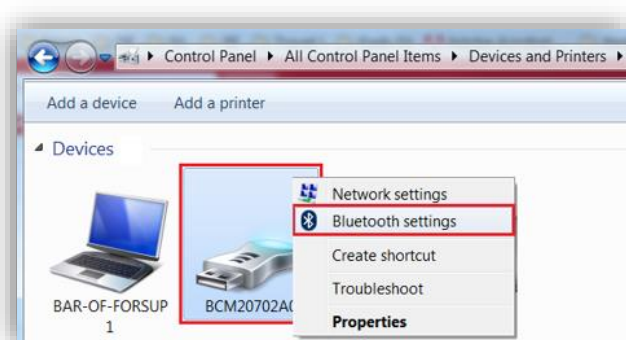 Control Panel ▸ All Control Panel Items ▸ Devices and Printers ▸
Add a device Add a printer
Devices
Network settings
Bluetooth settings
Create shortcut
Troubleshoot
Properties
BAR-OF-FORSUP
1
BCM20702A0